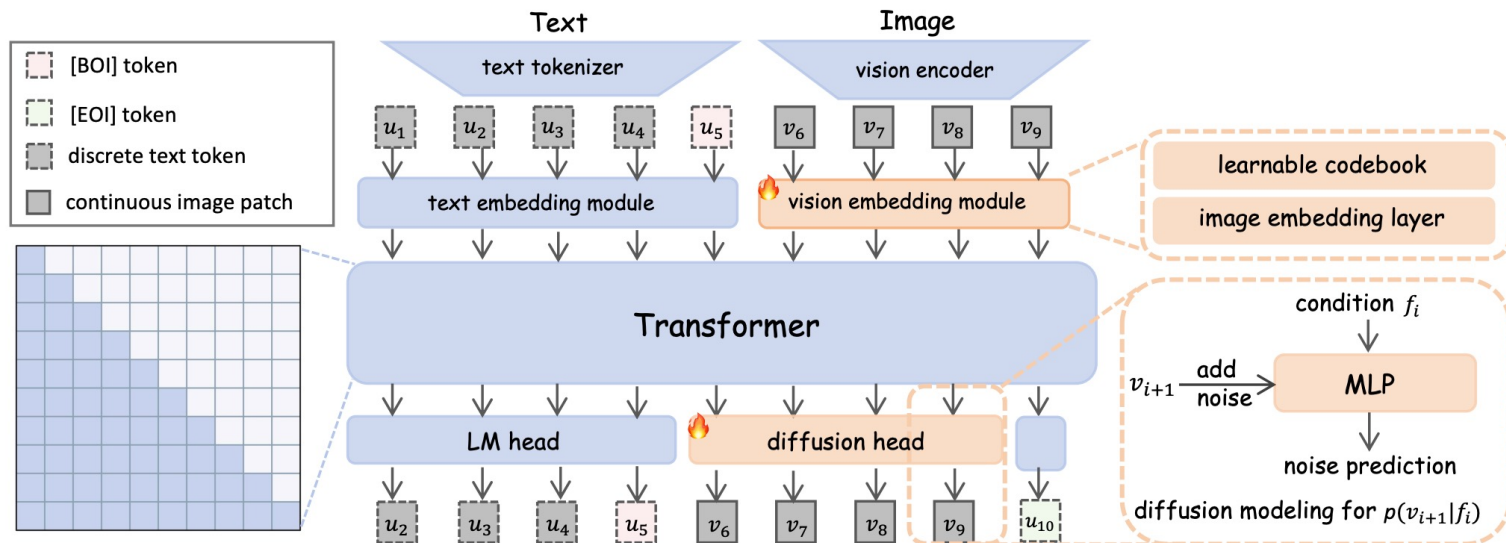 Text
Image
[BOI] token
[EOI] token
discrete text token
continuous image patch
text tokenizer
vision encoder
u₁ u₂ u₃ u₄ u₅ v₆ v₇ v₈ v₉
text embedding module
vision embedding module
learnable codebook
image embedding layer
Transformer
LM head
diffusion head
u₂ u₃ u₄ u₅ v₆ v₇ v₈ v₉ u₁₀
condition fᵢ
vᵢ₊₁
add
noise
MLP
noise prediction
diffusion modeling for p(vᵢ₊₁|fᵢ)